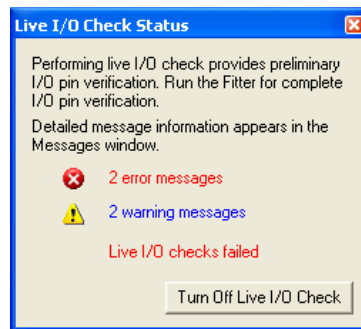 Live I/O Check Status
Performing live I/O check provides preliminary
I/O pin verification. Run the Fitter for complete
I/O pin verification.
Detailed message information appears in the
Messages window.
2 error messages
2 warning messages
Live I/O checks failed
Turn Off Live I/O Check